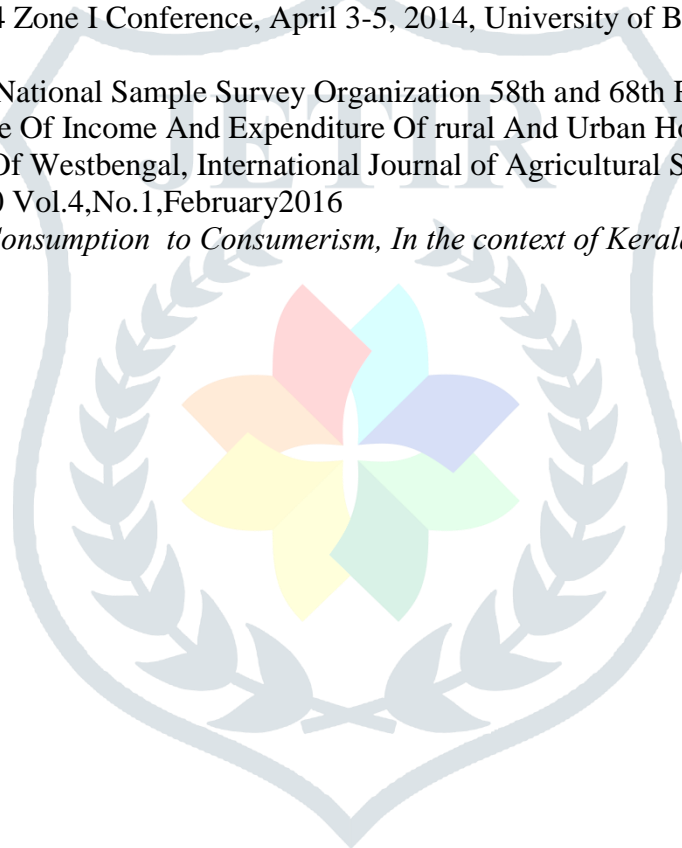 4 Zone I Conference, April 3-5, 2014, University of B
National Sample Survey Organization 58th and 68th
e Of Income And Expenditure Of rural And Urban
Of Westbengal, International Journal of Agricultural
0 Vol.4,No.1,February2016
Consumption to Consumerism, In the context of
JETIR